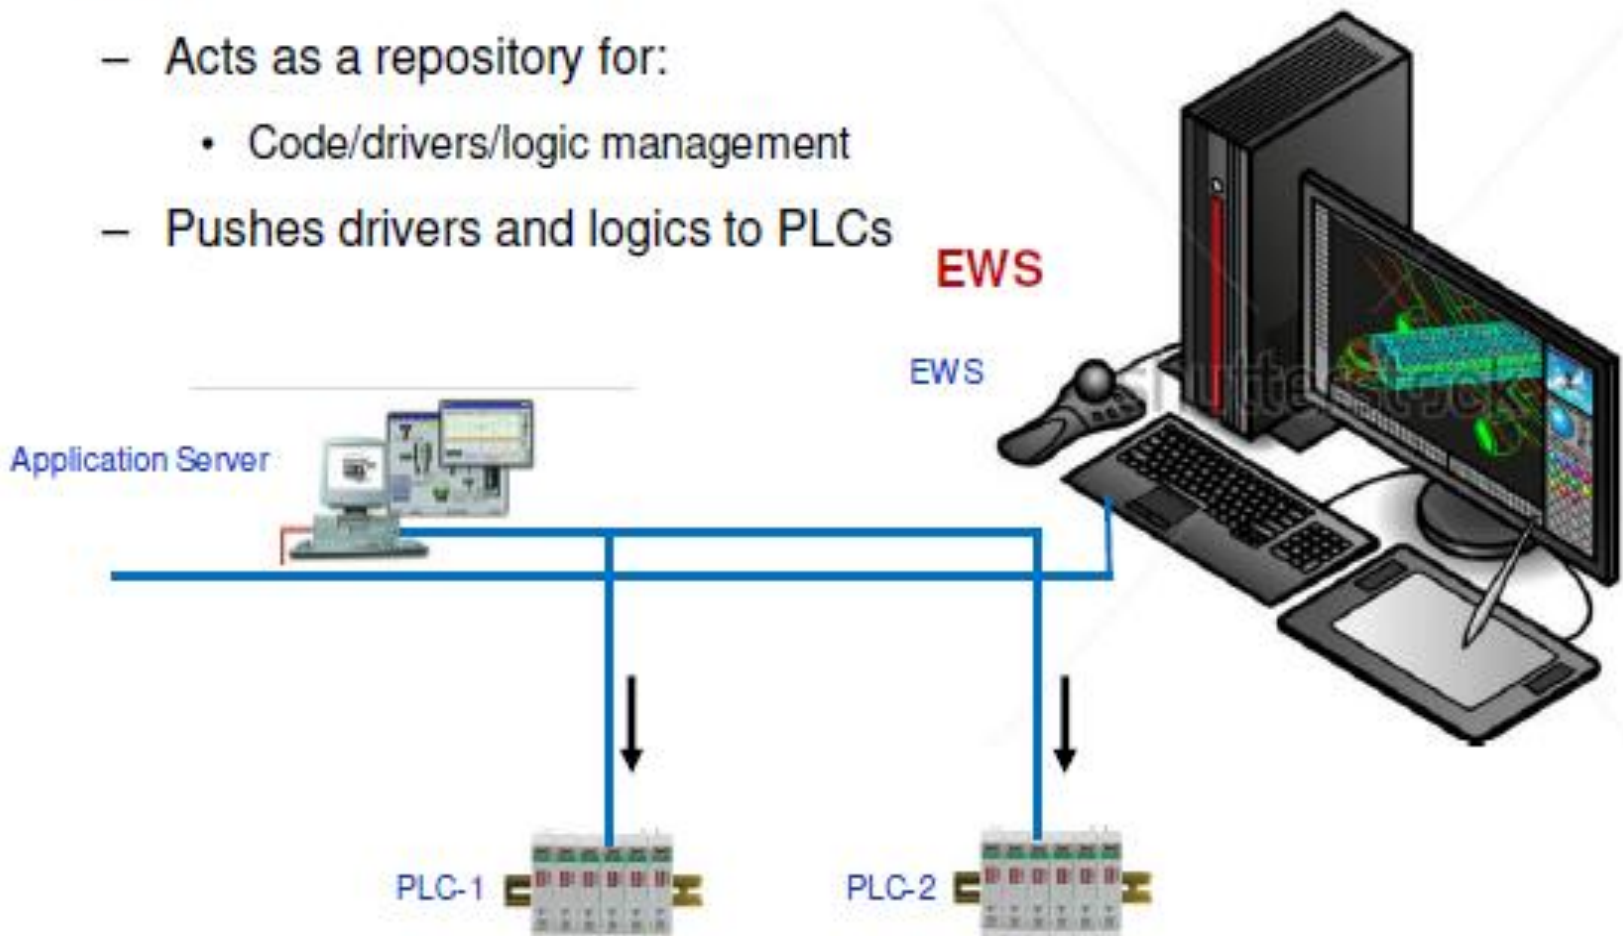 – Acts as a repository for:
• Code/drivers/logic management
– Pushes drivers and logics to PLCs
EWS
EWS
shutterstock
Application Server
PLC-1
PLC-2